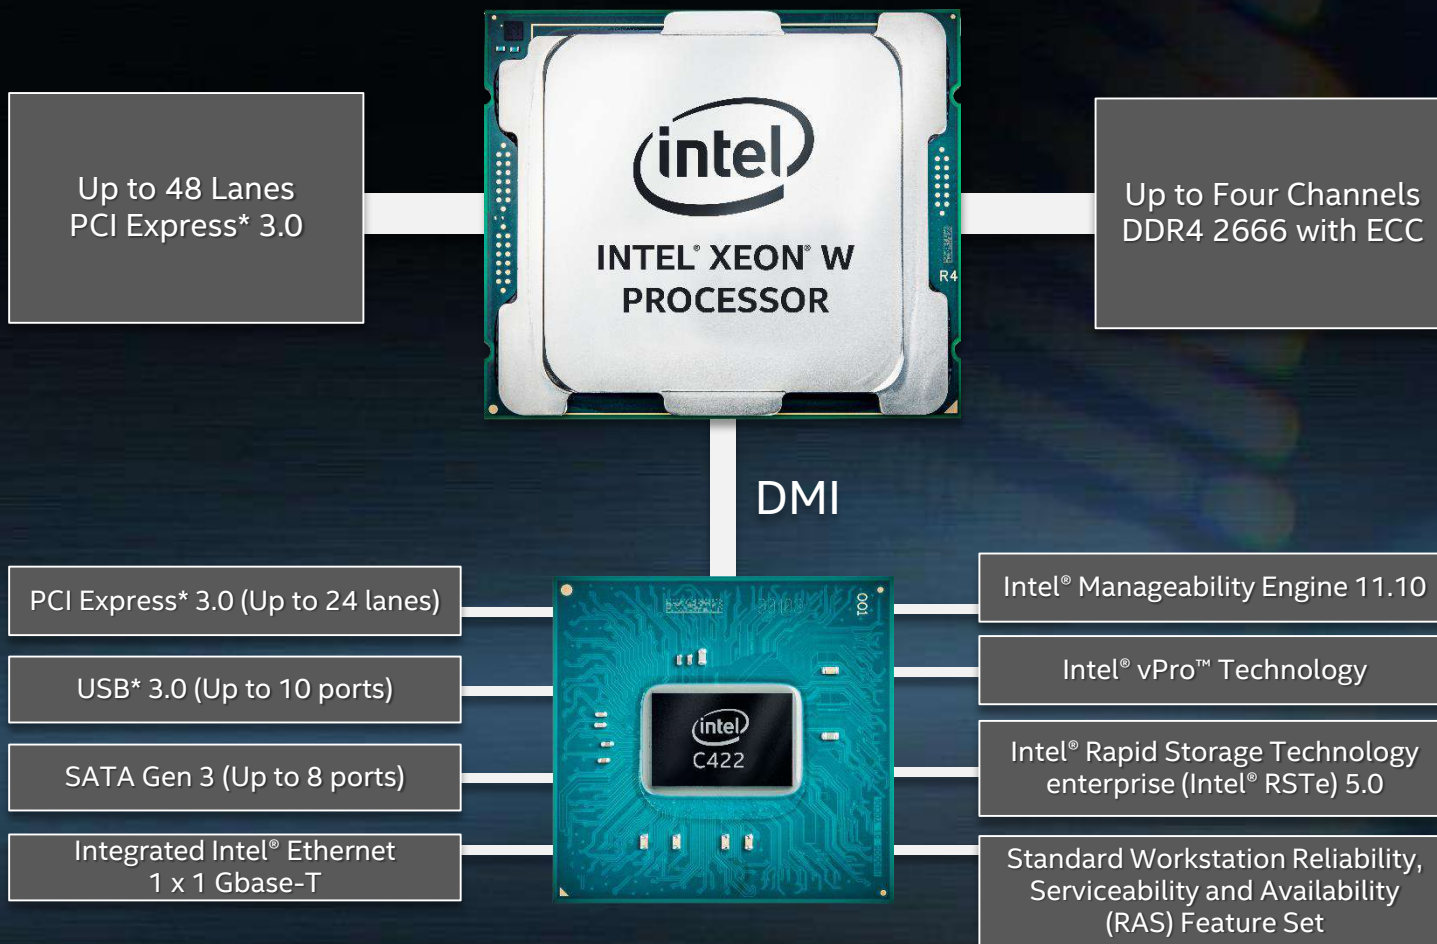 Up to 48 Lanes
PCI Express* 3.0
intel
INTEL® XEON® W
PROCESSOR
R4
Up to Four Channels
DDR4 2666 with ECC
DMI
PCI Express* 3.0 (Up to 24 lanes)
USB* 3.0 (Up to 10 ports)
SATA Gen 3 (Up to 8 ports)
Integrated Intel® Ethernet
1 x 1 Gbase-T
001
intel
C422
Intel® Manageability Engine 11.10
Intel® vPro™ Technology
Intel® Rapid Storage Technology
enterprise (Intel® RSTe) 5.0
Standard Workstation Reliability,
Serviceability and Availability
(RAS) Feature Set